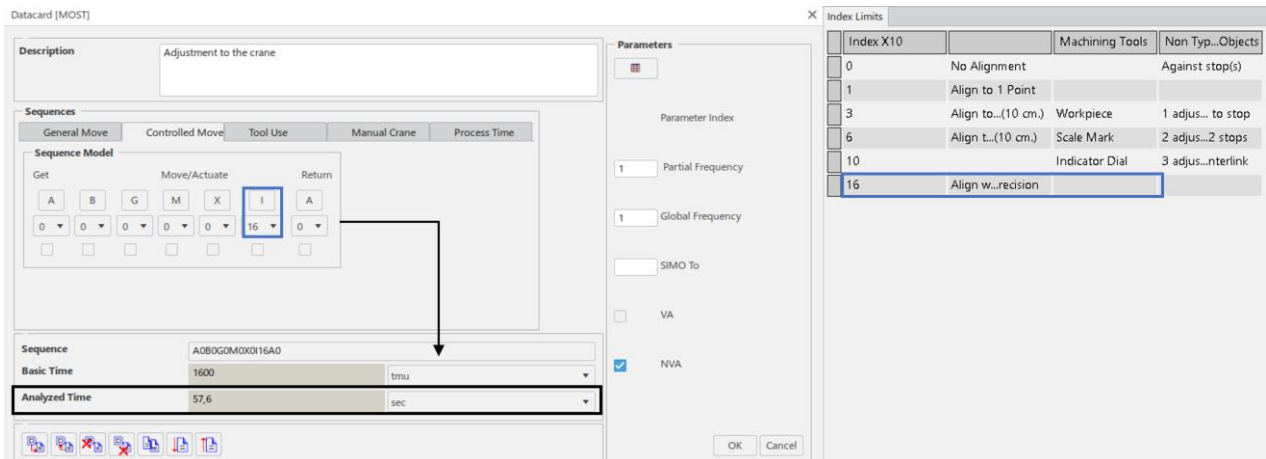 Datacard [MOST]
Description
Adjustment to the crane
Sequences
General Move Controlled Move Tool Use Manual Crane Process Time
Sequence Model
Get Move/Actuate Return
A B G M X I A
0 0 0 0 0 16 0
Sequence A0B0G0M0X0I16A0
Basic Time 1600 tmu
Analyzed Time 57,6 sec
Parameters
Parameter Index
1 Partial Frequency
1 Global Frequency
SIMO To
VA
NVA
OK Cancel
Index Limits
Index X10 Machining Tools Non Typ...Objects
0 No Alignment Against stop(s)
1 Align to 1 Point
3 Align to...(10 cm.) Workpiece 1 adjus... to stop
6 Align t...(10 cm.) Scale Mark 2 adjus...2 stops
10 Indicator Dial 3 adjus...nterlink
16 Align w...recision